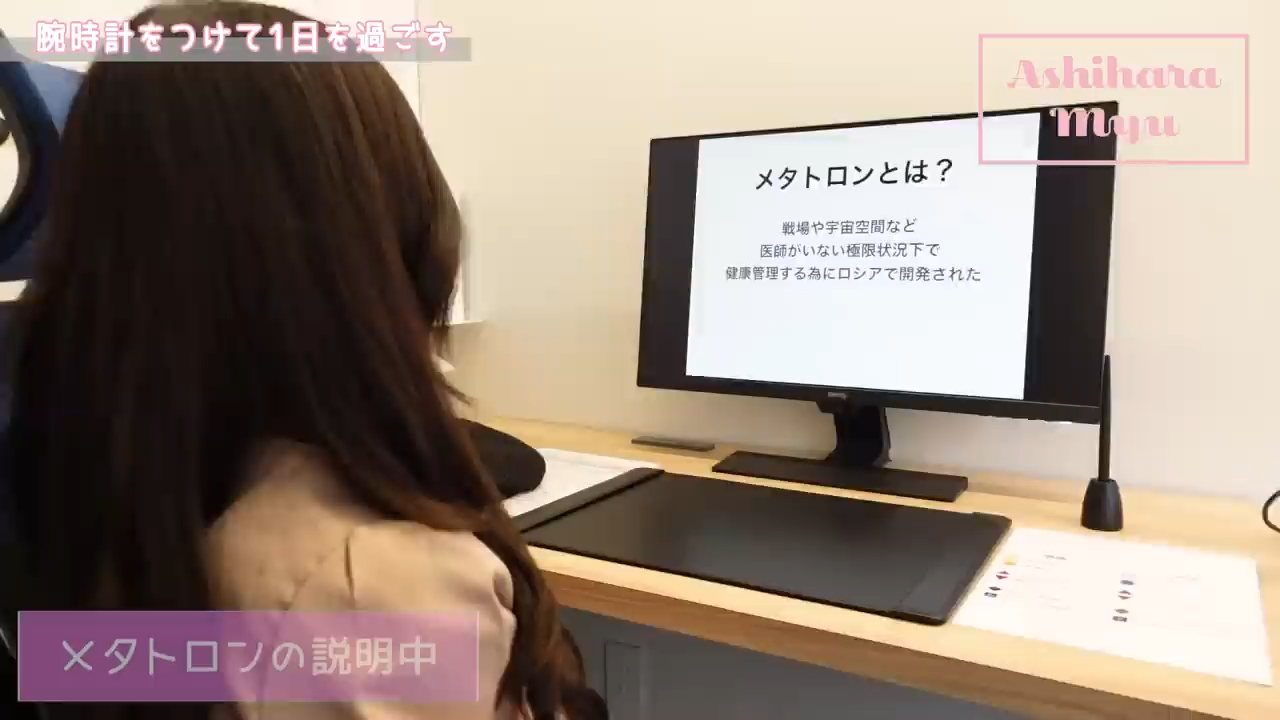 腕時計をつけて1日を過ごす
Ashihara
Myu
メタトロンとは？
戦場や宇宙空間など
医師がいない極限状況下で
健康管理する為にロシアで開発された
メタトロンの説明中